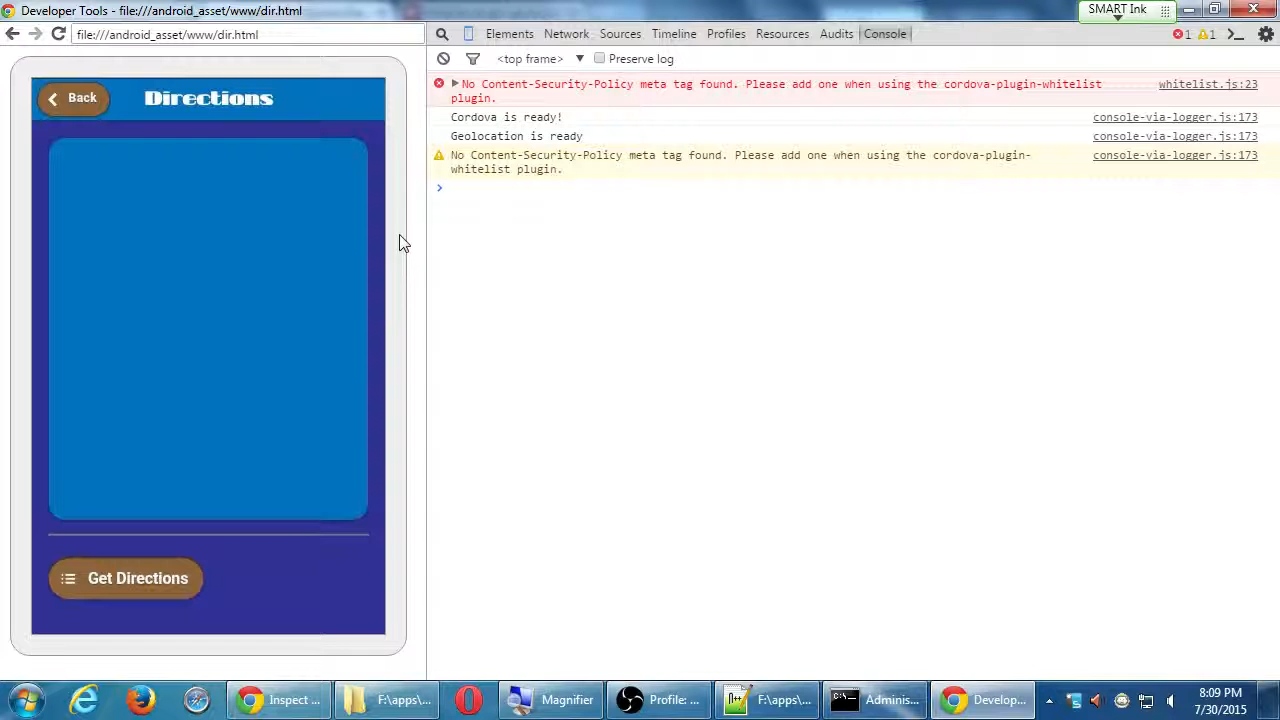 Developer Tools - file:///android_asset/www/dir.html
SMART Ink
file:///android_asset/www/dir.html
Elements Network Sources Timeline Profiles Resources Audits Console
1 1
<top frame> Preserve log
Back
Directions
No Content-Security-Policy meta tag found. Please add one when using the cordova-plugin-whitelist whitelist.js:23
plugin.
Cordova is ready! console-via-logger.js:173
Geolocation is ready console-via-logger.js:173
No Content-Security-Policy meta tag found. Please add one when using the cordova-plugin- console-via-logger.js:173
whitelist plugin.
Get Directions
Inspect ... F:\apps\... Magnifier Profile: ... F:\apps\... Adminis... Develop...
8:09 PM
7/30/2015